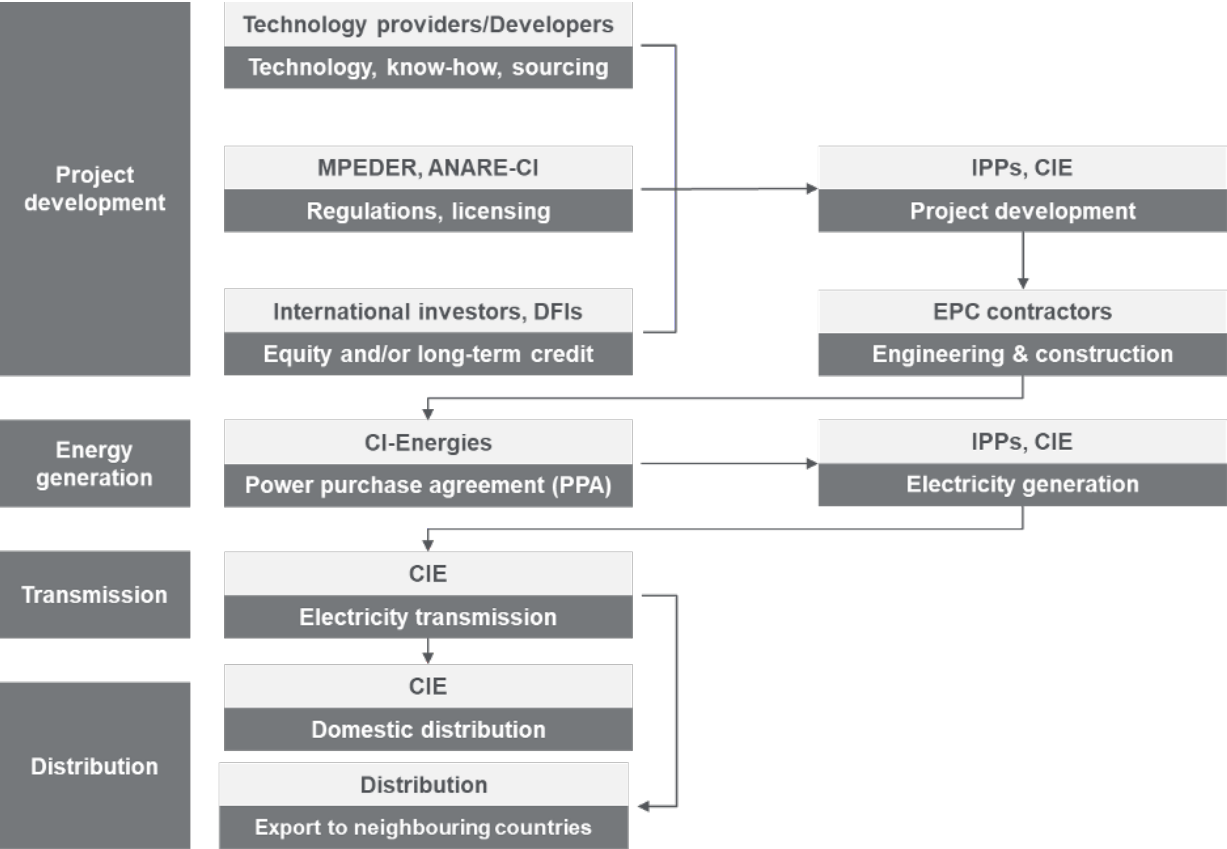 Project
development
Technology providers/Developers
Technology, know-how, sourcing
MPEDER, ANARE-CI
Regulations, licensing
IPPs, CIE
Project development
International investors, DFIs
Equity and/or long-term credit
EPC contractors
Engineering & construction
Energy
generation
CI-Energies
Power purchase agreement (PPA)
IPPs, CIE
Electricity generation
Transmission
CIE
Electricity transmission
Distribution
CIE
Domestic distribution
Distribution
Export to neighbouring countries